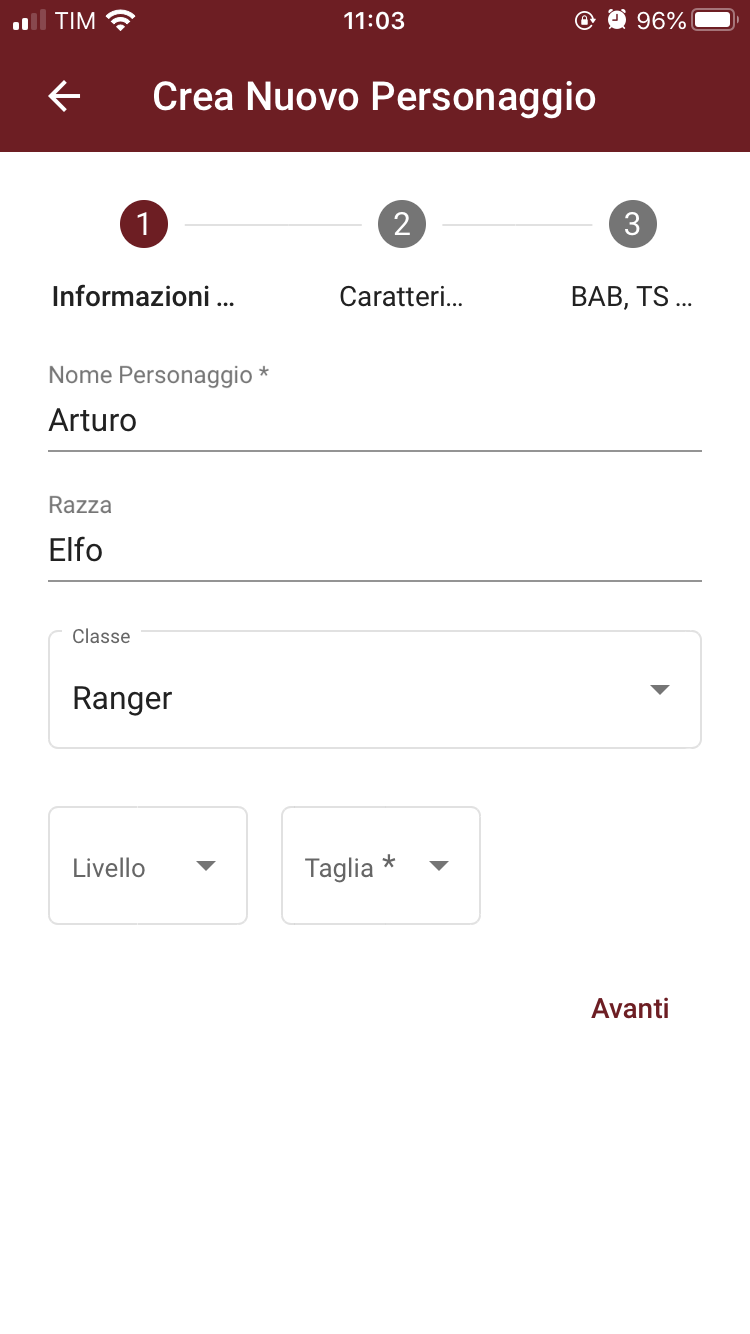 TIM 11:03 96%
Crea Nuovo Personaggio
1 2 3
Informazioni ... Caratteri... BAB, TS ...
Nome Personaggio *
Arturo
Razza
Elfo
Classe
Ranger
Livello Taglia *
Avanti